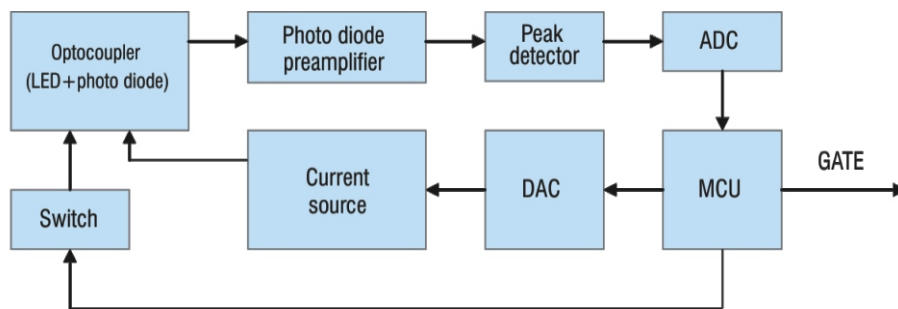 Optocoupler
(LED+photo diode)
Photo diode
preamplifier
Peak
detector
ADC
Switch
Current
source
DAC
MCU
GATE